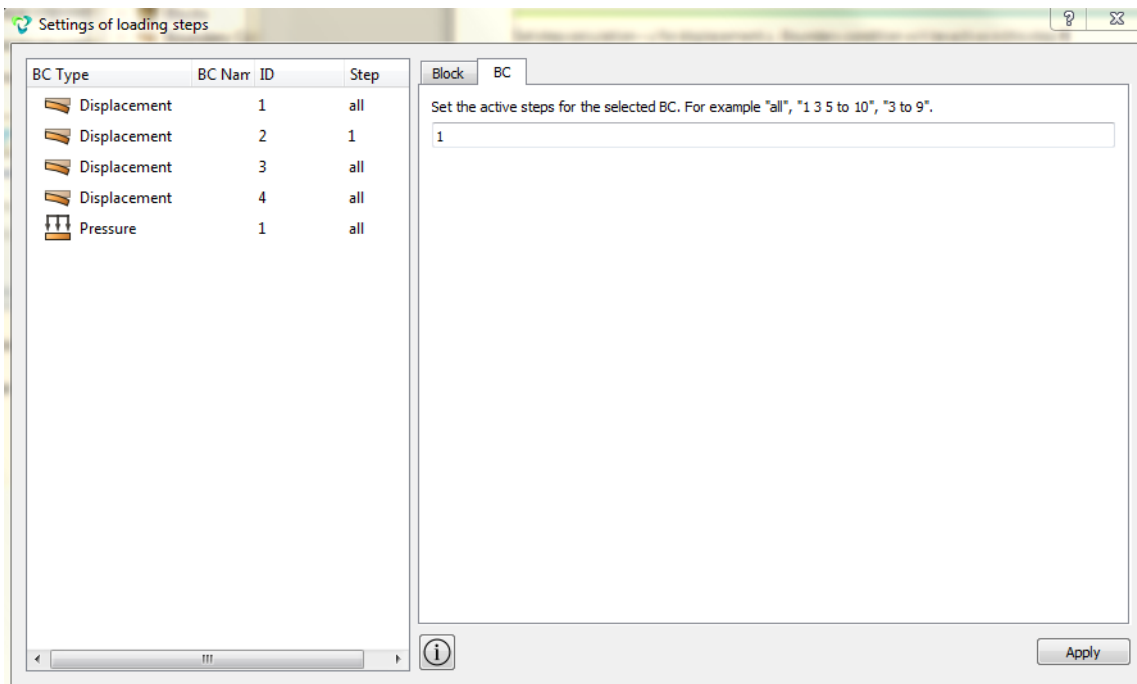 Settings of loading steps
BC Type BC Nam ID Step
Displacement 1 all
Displacement 2 1
Displacement 3 all
Displacement 4 all
Pressure 1 all
Block BC
Set the active steps for the selected BC. For example "all", "1 3 5 to 10", "3 to 9".
1
Apply